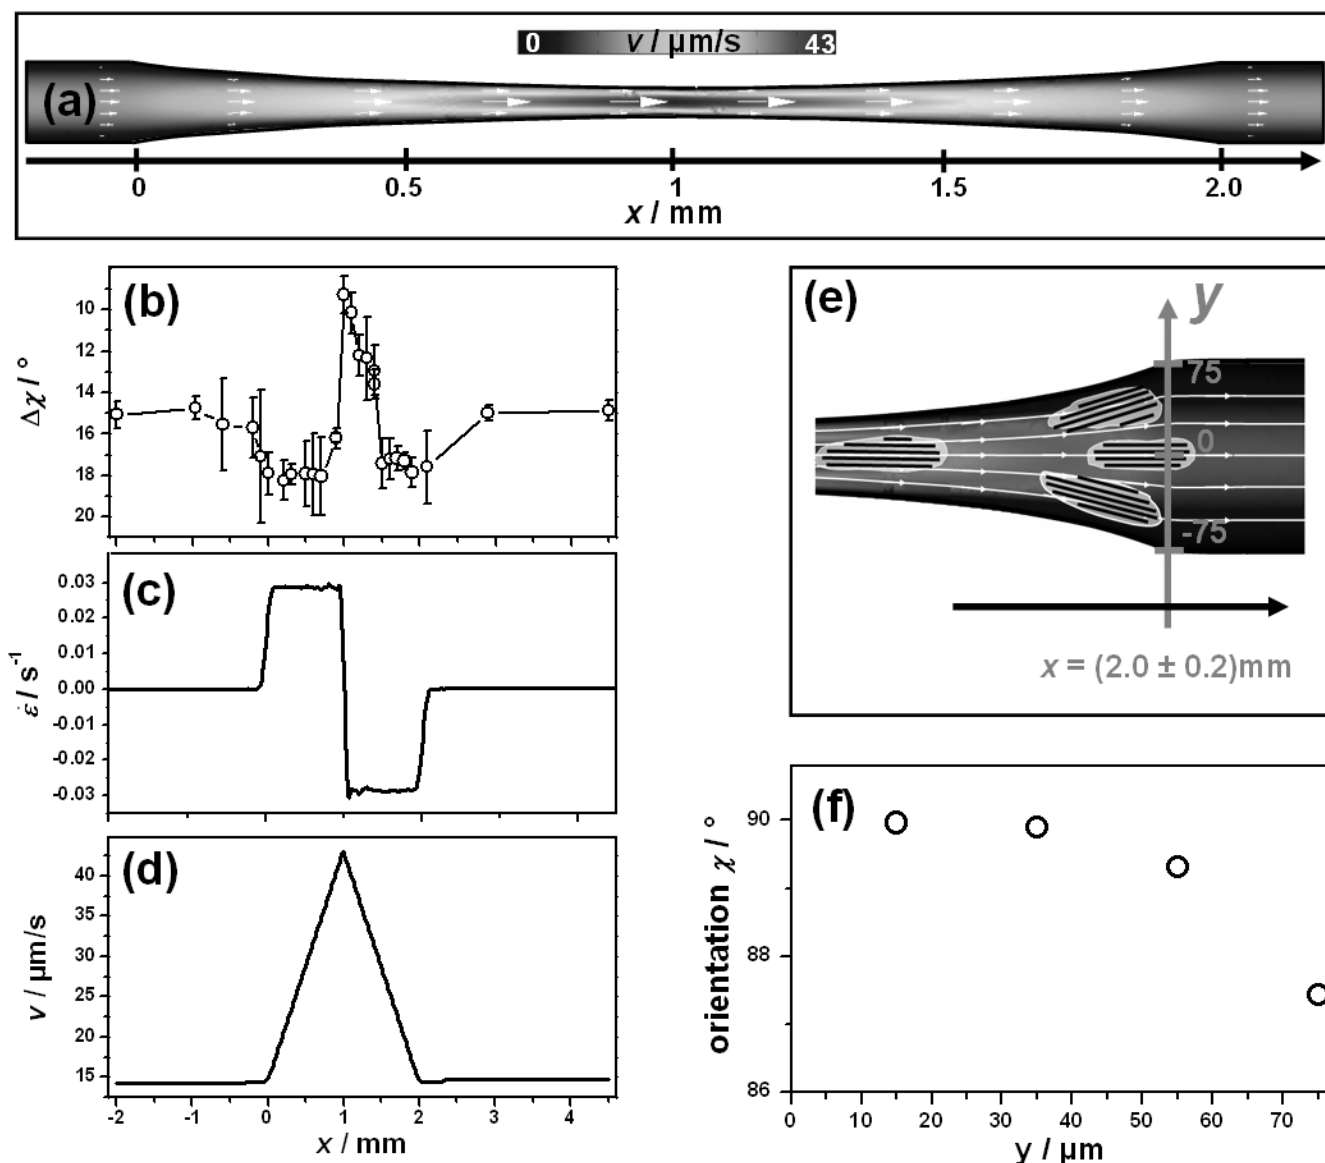 0 v / µm/s 43
(a)
0 0.5 1 1.5 2.0
x / mm
(b)
10
12
14
16
18
20
Δχ / °
(c)
0.03
0.02
0.01
0.00
-0.01
-0.02
-0.03
ε̇ / s⁻¹
(d)
40
35
30
25
20
15
v / µm/s
-2 -1 0 1 2 3 4
x / mm
(e)
y
75
0
-75
x = (2.0 ± 0.2)mm
(f)
90
88
86
orientation χ / °
0 10 20 30 40 50 60 70
y / µm